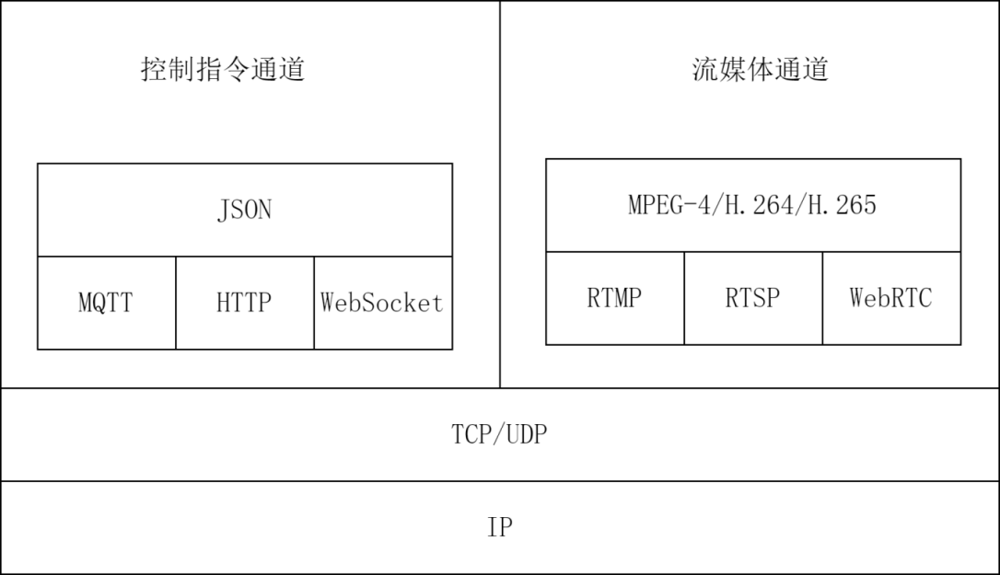 控制指令通道
流媒体通道
JSON
MPEG-4/H.264/H.265
MQTT
HTTP
WebSocket
RTMP
RTSP
WebRTC
TCP/UDP
IP